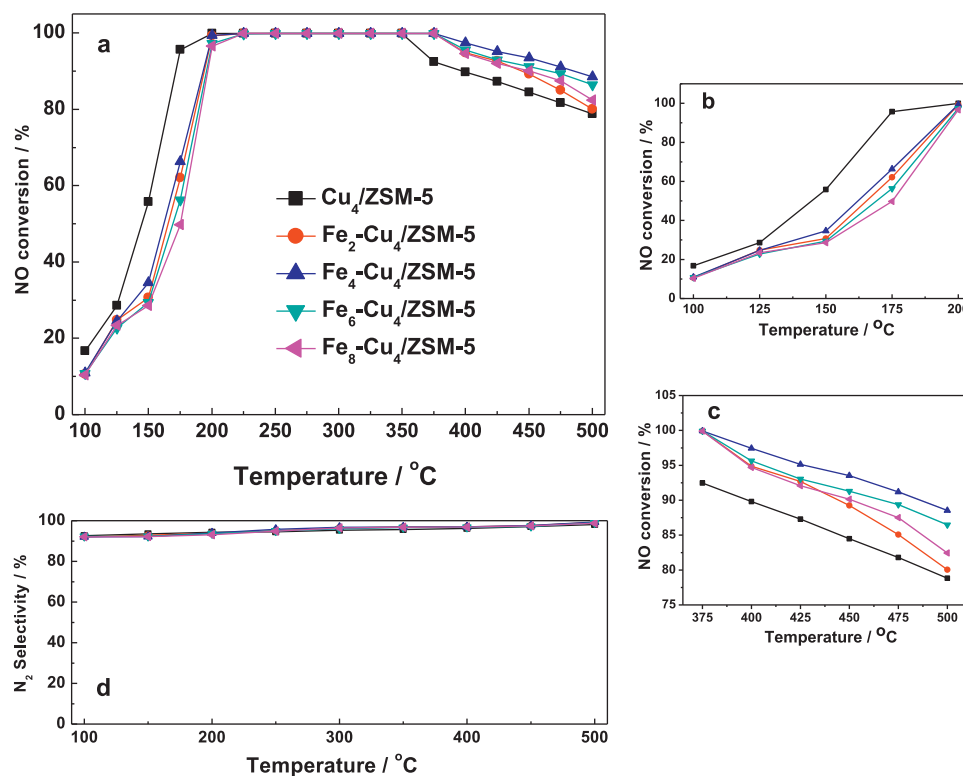 a
NO conversion / %
100
80
60
40
20
0
Cu4/ZSM-5
Fe2-Cu4/ZSM-5
Fe4-Cu4/ZSM-5
Fe6-Cu4/ZSM-5
Fe8-Cu4/ZSM-5
100 150 200 250 300 350 400 450 500
Temperature / °C
b
NO conversion / %
100
80
60
40
20
0
100 125 150 175 200
Temperature / °C
c
NO conversion / %
105
100
95
90
85
80
75
375 400 425 450 475 500
Temperature / °C
d
N2 Selectivity / %
100
80
60
40
20
0
100 200 300 400 500
Temperature / °C